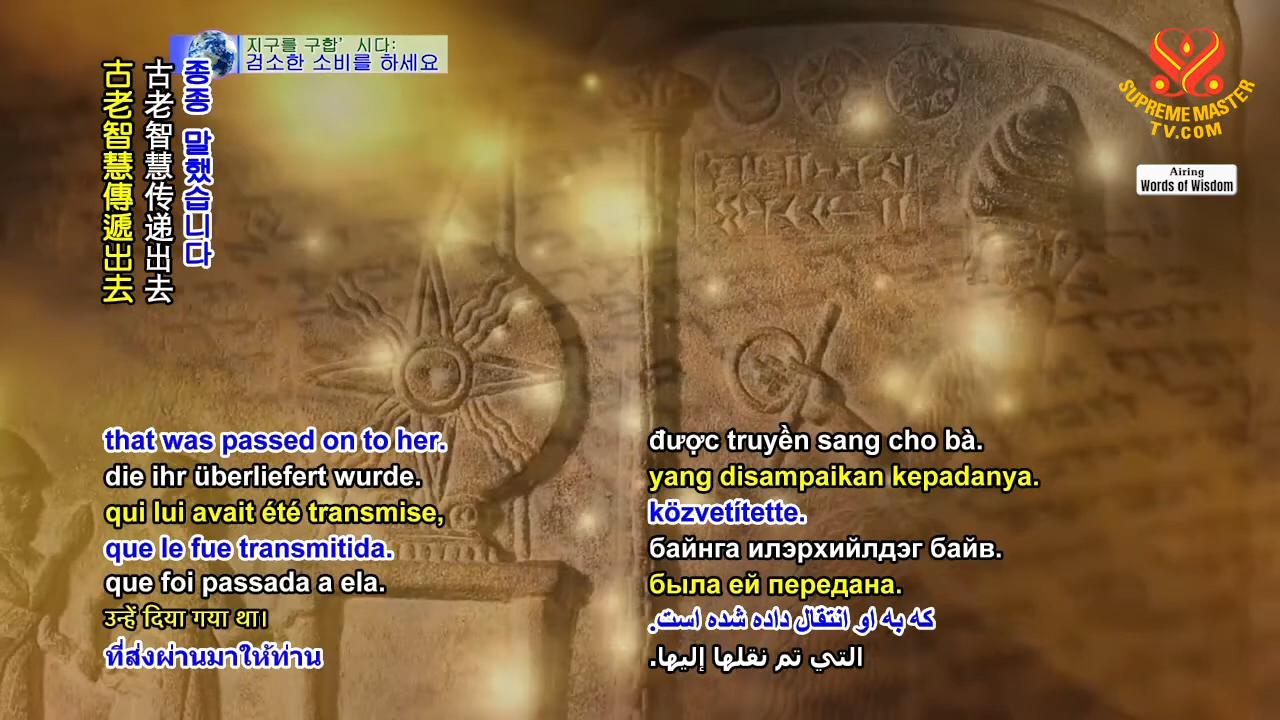 지구를 구합’시다:
검소한 소비를 하세요
SUPREME MASTER
TV.COM
Airing
Words of Wisdom
종종 말했습니다
古老智慧传递出去
古老智慧傳遞出去
that was passed on to her.
die ihr überliefert wurde.
qui lui avait été transmise,
que le fue transmitida.
que foi passada a ela.
उन्हें दिया गया था।
ที่ส่งผ่านมาให้ท่าน
được truyền sang cho bà.
yang disampaikan kepadanya.
közvetítette.
байнга илэрхийлдэг байв.
была ей передана.
که به او انتقال داده شده است.
التي تم نقلها إليها.